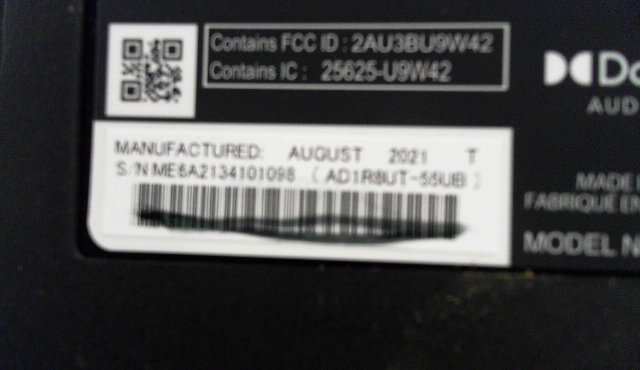 Contains FCC ID : 2AU3BU9W42
Contains IC : 25625-U9W42
MANUFACTURED: AUGUST 2021 T
S/N ME6A2134101098 ( AD1R8UT-55UB )
AUD
MADE
FABRIQUE EN
MODEL N